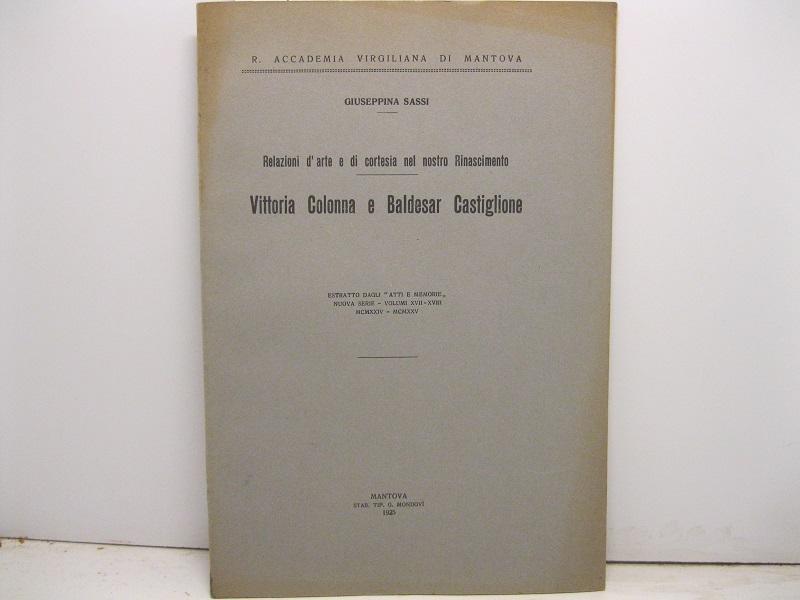 R. ACCADEMIA VIRGILIANA DI MANTOVA
GIUSEPPINA SASSI
Relazioni d'arte e di cortesia nel nostro Rinascimento
Vittoria Colonna e Baldesar Castiglione
ESTRATTO DAGLI "ATTI E MEMORIE„
NUOVA SERIE - VOLUMI XVII-XVIII
MCMXXIV - MCMXXV
MANTOVA
STAB. TIP. G. MONDOVÌ
1925